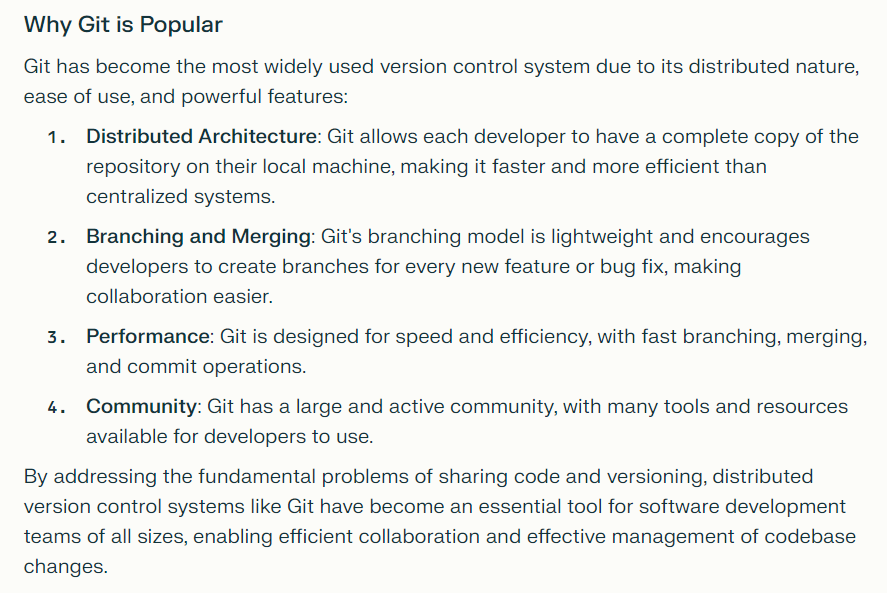 Why Git is Popular
Git has become the most widely used version control system due to its distributed nature,
ease of use, and powerful features:
1. Distributed Architecture: Git allows each developer to have a complete copy of the
repository on their local machine, making it faster and more efficient than
centralized systems.
2. Branching and Merging: Git's branching model is lightweight and encourages
developers to create branches for every new feature or bug fix, making
collaboration easier.
3. Performance: Git is designed for speed and efficiency, with fast branching, merging,
and commit operations.
4. Community: Git has a large and active community, with many tools and resources
available for developers to use.
By addressing the fundamental problems of sharing code and versioning, distributed
version control systems like Git have become an essential tool for software development
teams of all sizes, enabling efficient collaboration and effective management of codebase
changes.